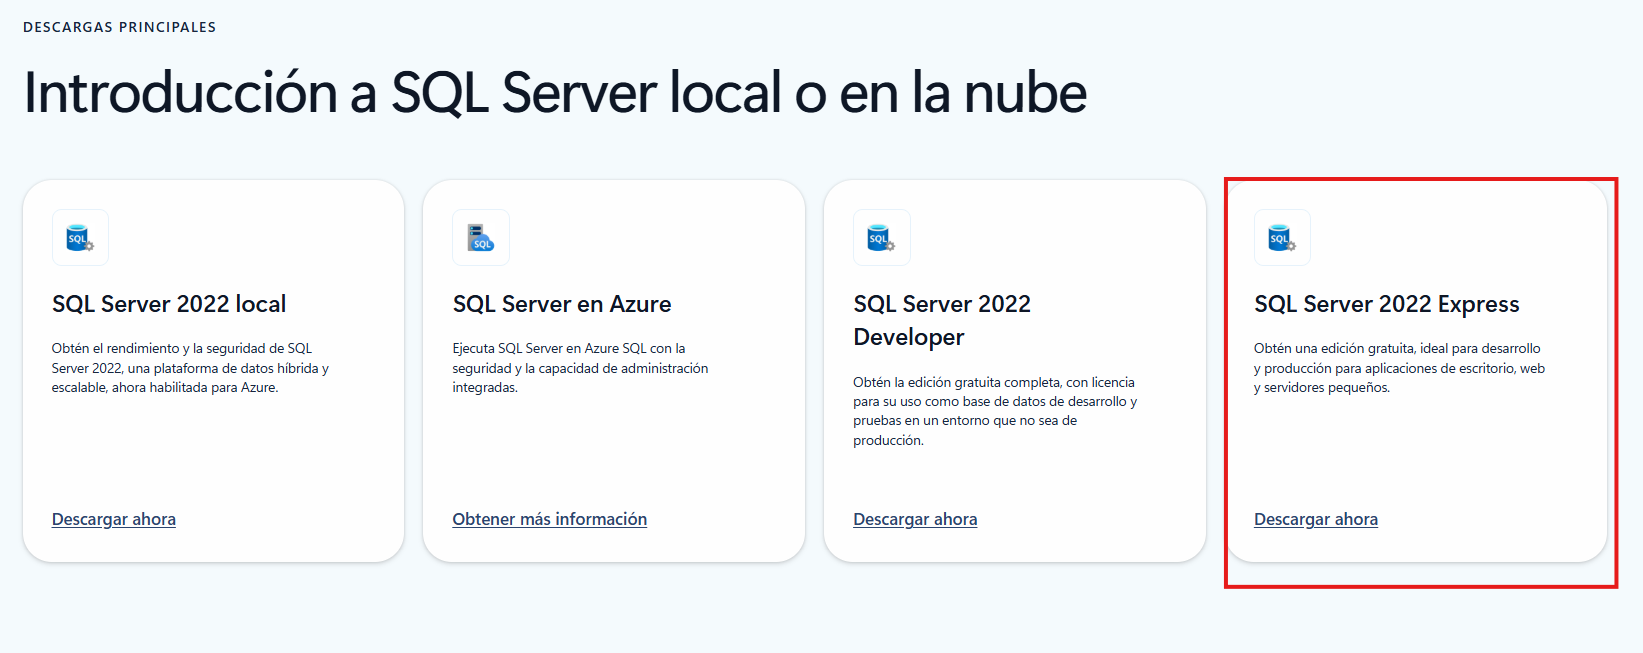 DESCARGAS PRINCIPALES
Introducción a SQL Server local o en la nube
SQL
SQL Server 2022 local
Obtén el rendimiento y la seguridad de SQL
Server 2022, una plataforma de datos híbrida y
escalable, ahora habilitada para Azure.
Descargar ahora
SQL
SQL Server en Azure
Ejecuta SQL Server en Azure SQL con la
seguridad y la capacidad de administración
integradas.
Obtener más información
SQL
SQL Server 2022
Developer
Obtén la edición gratuita completa, con licencia
para su uso como base de datos de desarrollo y
pruebas en un entorno que no sea de
producción.
Descargar ahora
SQL
SQL Server 2022 Express
Obtén una edición gratuita, ideal para desarrollo
y producción para aplicaciones de escritorio, web
y servidores pequeños.
Descargar ahora